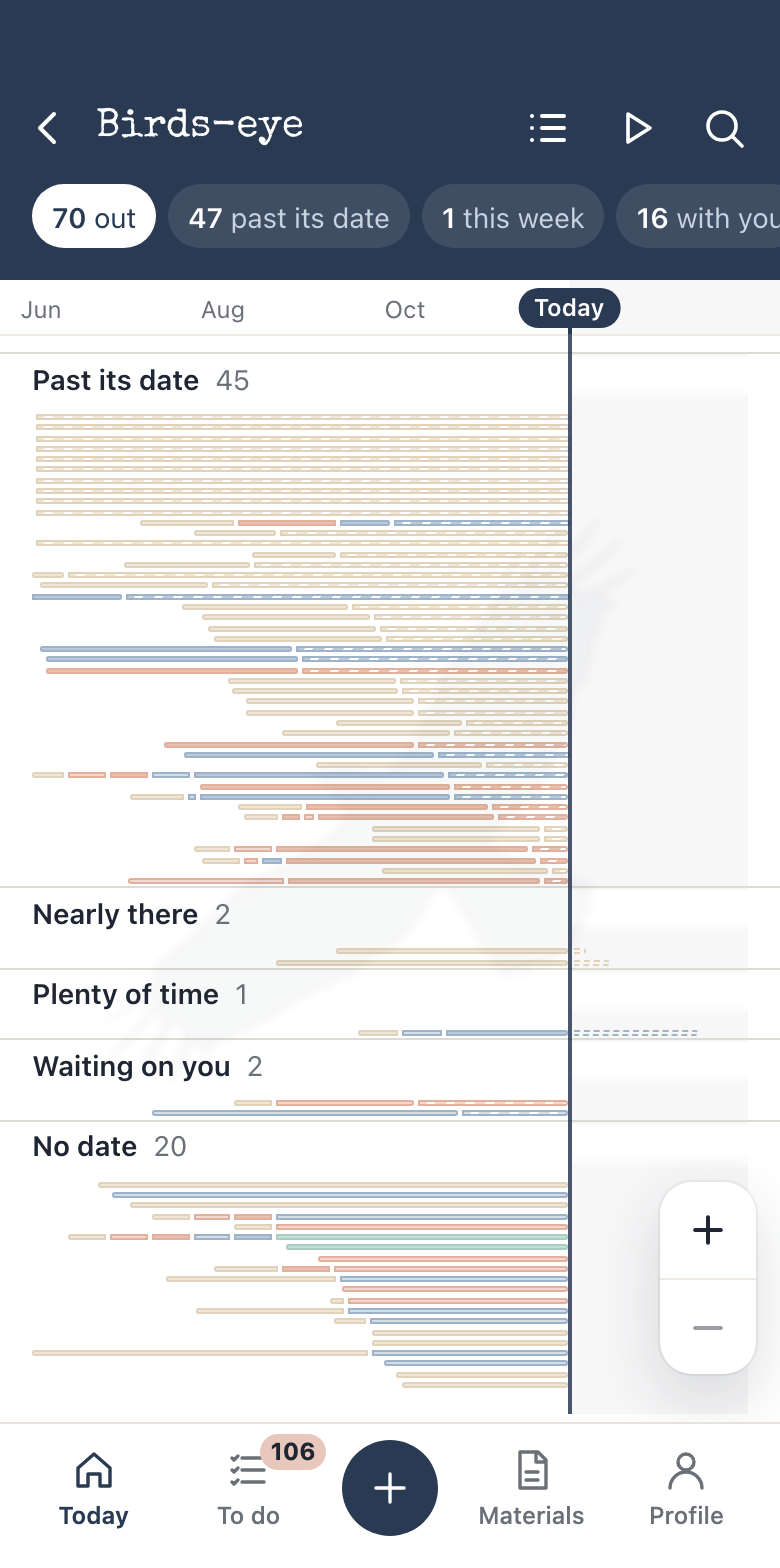 Birds-eye
70 out 47 past its date 1 this week 16 with you
Jun Aug Oct Today
Past its date 45
Nearly there 2
Plenty of time 1
Waiting on you 2
No date 20
106
Today To do Materials Profile